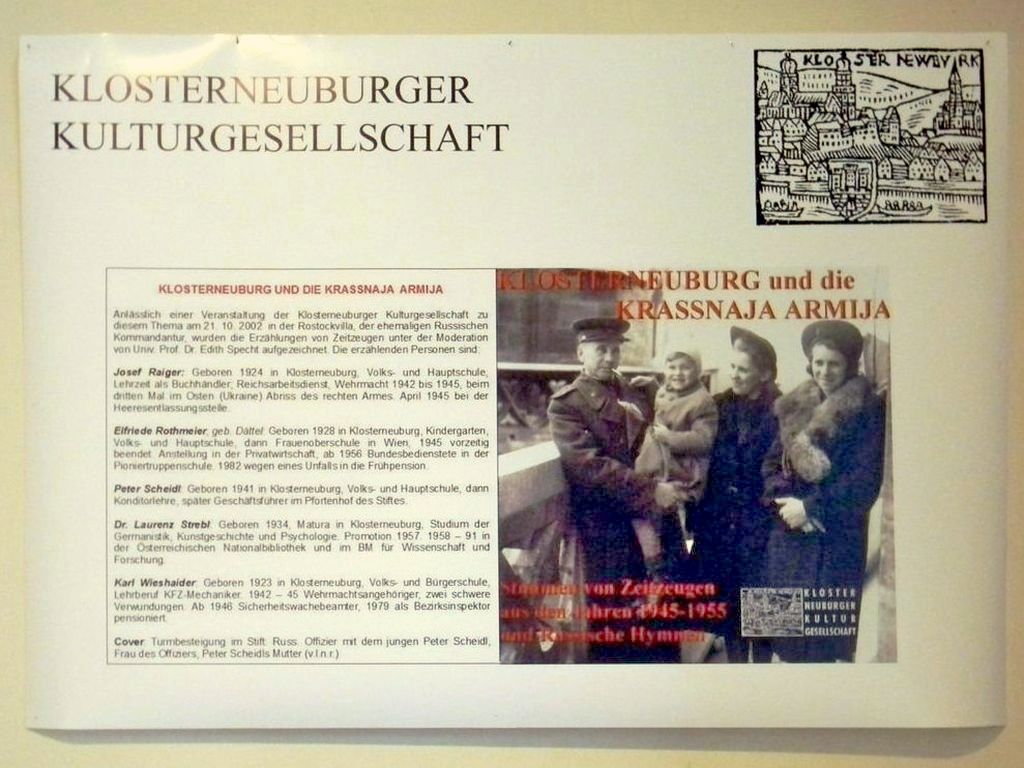 KLOSTERNEUBURGER
KULTURGESELLSCHAFT
KLOSTER NEWBVRK
KLOSTERNEUBURG UND DIE KRASSNAJA ARMIJA
Anlässlich einer Veranstaltung der Klosterneuburger Kulturgesellschaft zu
diesem Thema am 21. 10. 2002 in der Rostockvilla, der ehemaligen Russischen
Kommandantur, wurden die Erzählungen von Zeitzeugen unter der Moderation
von Univ. Prof. Dr. Edith Specht aufgezeichnet. Die erzählenden Personen sind:
Josef Raiger: Geboren 1924 in Klosterneuburg, Volks- und Hauptschule,
Lehrzeit als Buchhändler, Reichsarbeitsdienst, Wehrmacht 1942 bis 1945, beim
dritten Mal im Osten (Ukraine) Abriss des rechten Armes. April 1945 bei der
Heeresentlassungsstelle.
Elfriede Rothmeier, geb. Dattel: Geboren 1928 in Klosterneuburg, Kindergarten,
Volks- und Hauptschule, dann Frauenoberschule in Wien, 1945 vorzeitig
beendet. Anstellung in der Privatwirtschaft, ab 1956 Bundesbedienstete in der
Pioniertruppenschule. 1982 wegen eines Unfalls in die Frühpension.
Peter Scheidl: Geboren 1941 in Klosterneuburg, Volks- und Hauptschule, dann
Konditorlehre, später Geschäftsführer im Pfortenhof des Stiftes.
Dr. Laurenz Strebl: Geboren 1934, Matura in Klosterneuburg, Studium der
Germanistik, Kunstgeschichte und Psychologie. Promotion 1957. 1958 – 91 in
der Österreichischen Nationalbibliothek und im BM für Wissenschaft und
Forschung.
Karl Wieshaider: Geboren 1923 in Klosterneuburg, Volks- und Bürgerschule,
Lehrberuf KFZ-Mechaniker. 1942 – 45 Wehrmachtsangehöriger, zwei schwere
Verwundungen. Ab 1946 Sicherheitswachebeamter, 1979 als Bezirksinspektor
pensioniert.
Cover: Turmbesteigung im Stift. Russ. Offizier mit dem jungen Peter Scheidl,
Frau des Offiziers, Peter Scheidls Mutter (v.l.n.r.)
KLOSTERNEUBURG und die
KRASSNAJA ARMIJA
Stimmen von Zeitzeugen
aus den Jahren 1945-1955
und Russische Hymnen
KLOSTER
NEUBURGER
KULTUR
GESELLSCHAFT